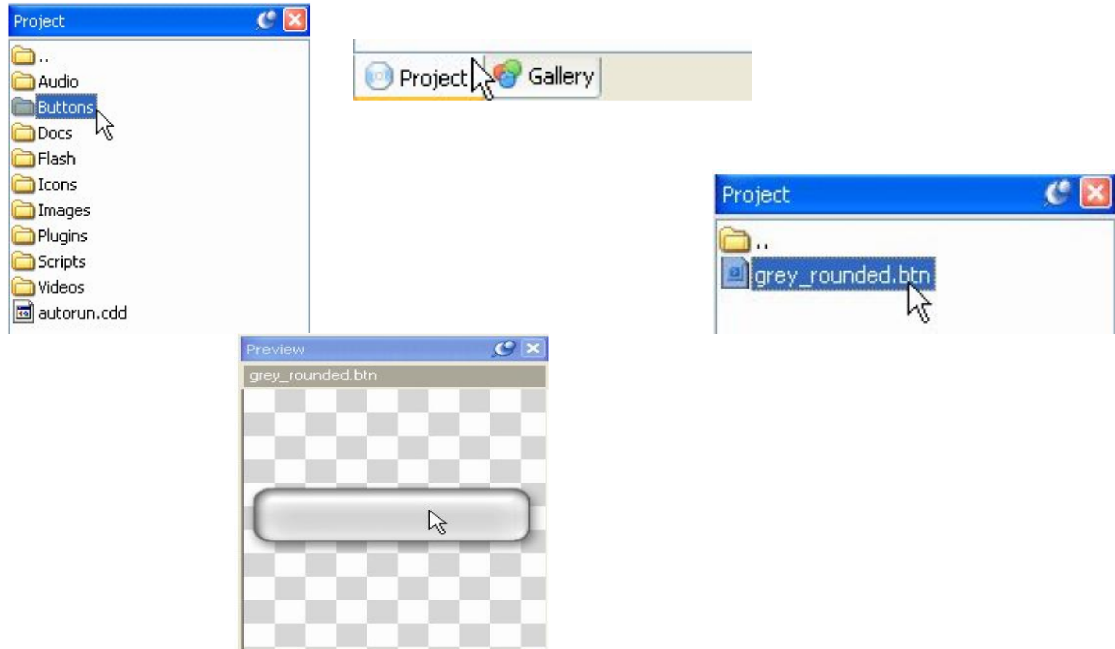 Project
..
Audio
Buttons
Docs
Flash
Icons
Images
Plugins
Scripts
Videos
autorun.cdd
Project Gallery
Project
..
grey_rounded.btn
Preview
grey_rounded.btn